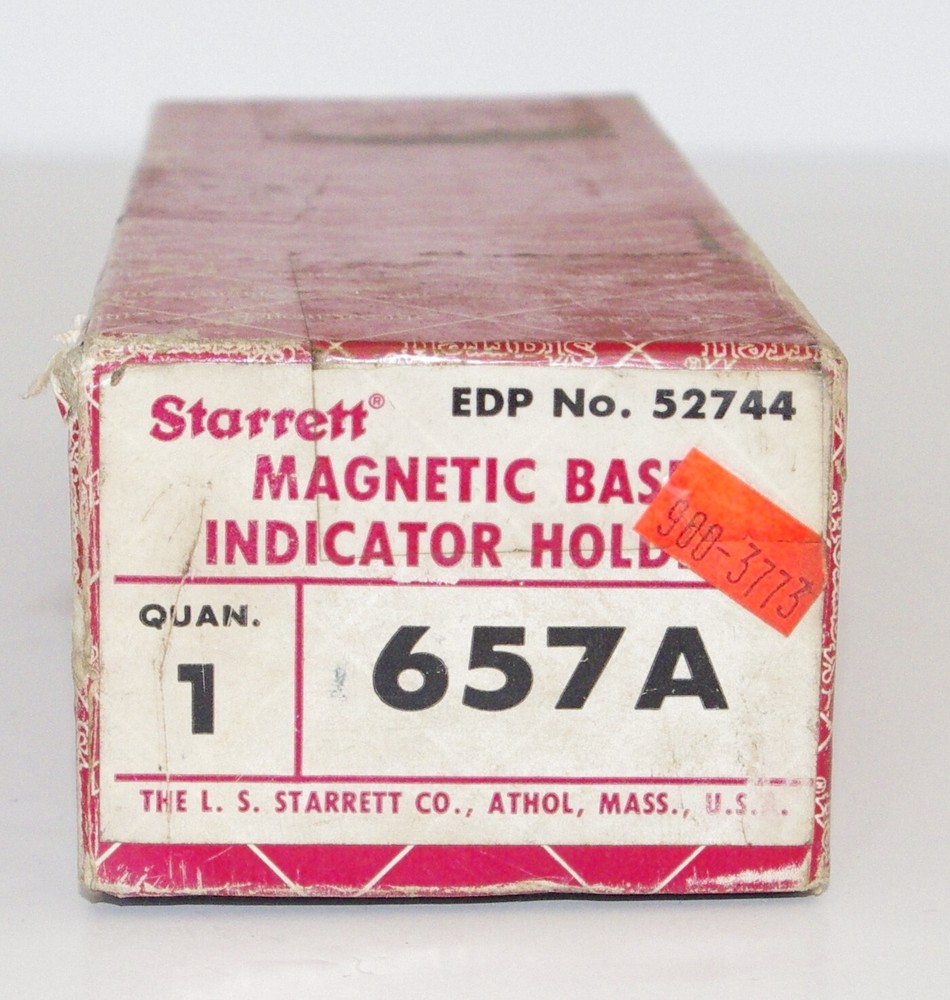 Starrett®
EDP No. 52744
MAGNETIC BAS
INDICATOR HOLD
900-3773
QUAN.
1
657A
THE L. S. STARRETT CO., ATHOL, MASS., U.S.A.